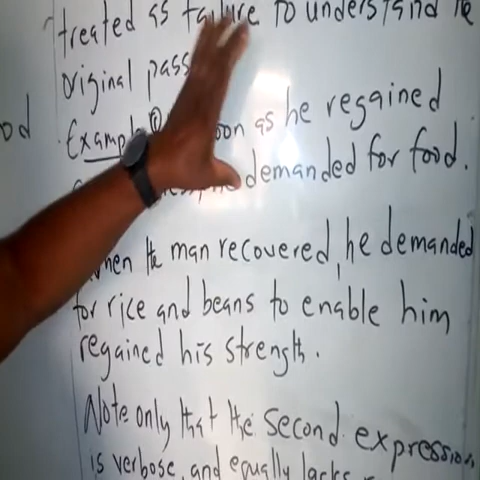 treated as failure to understand the
original pass
od
Example as he regained
he demanded for food.
the man recovered, he demanded
for rice and beans to enable him
regained his strength.
Note only that the second expression,
is verbose, and equally lacks